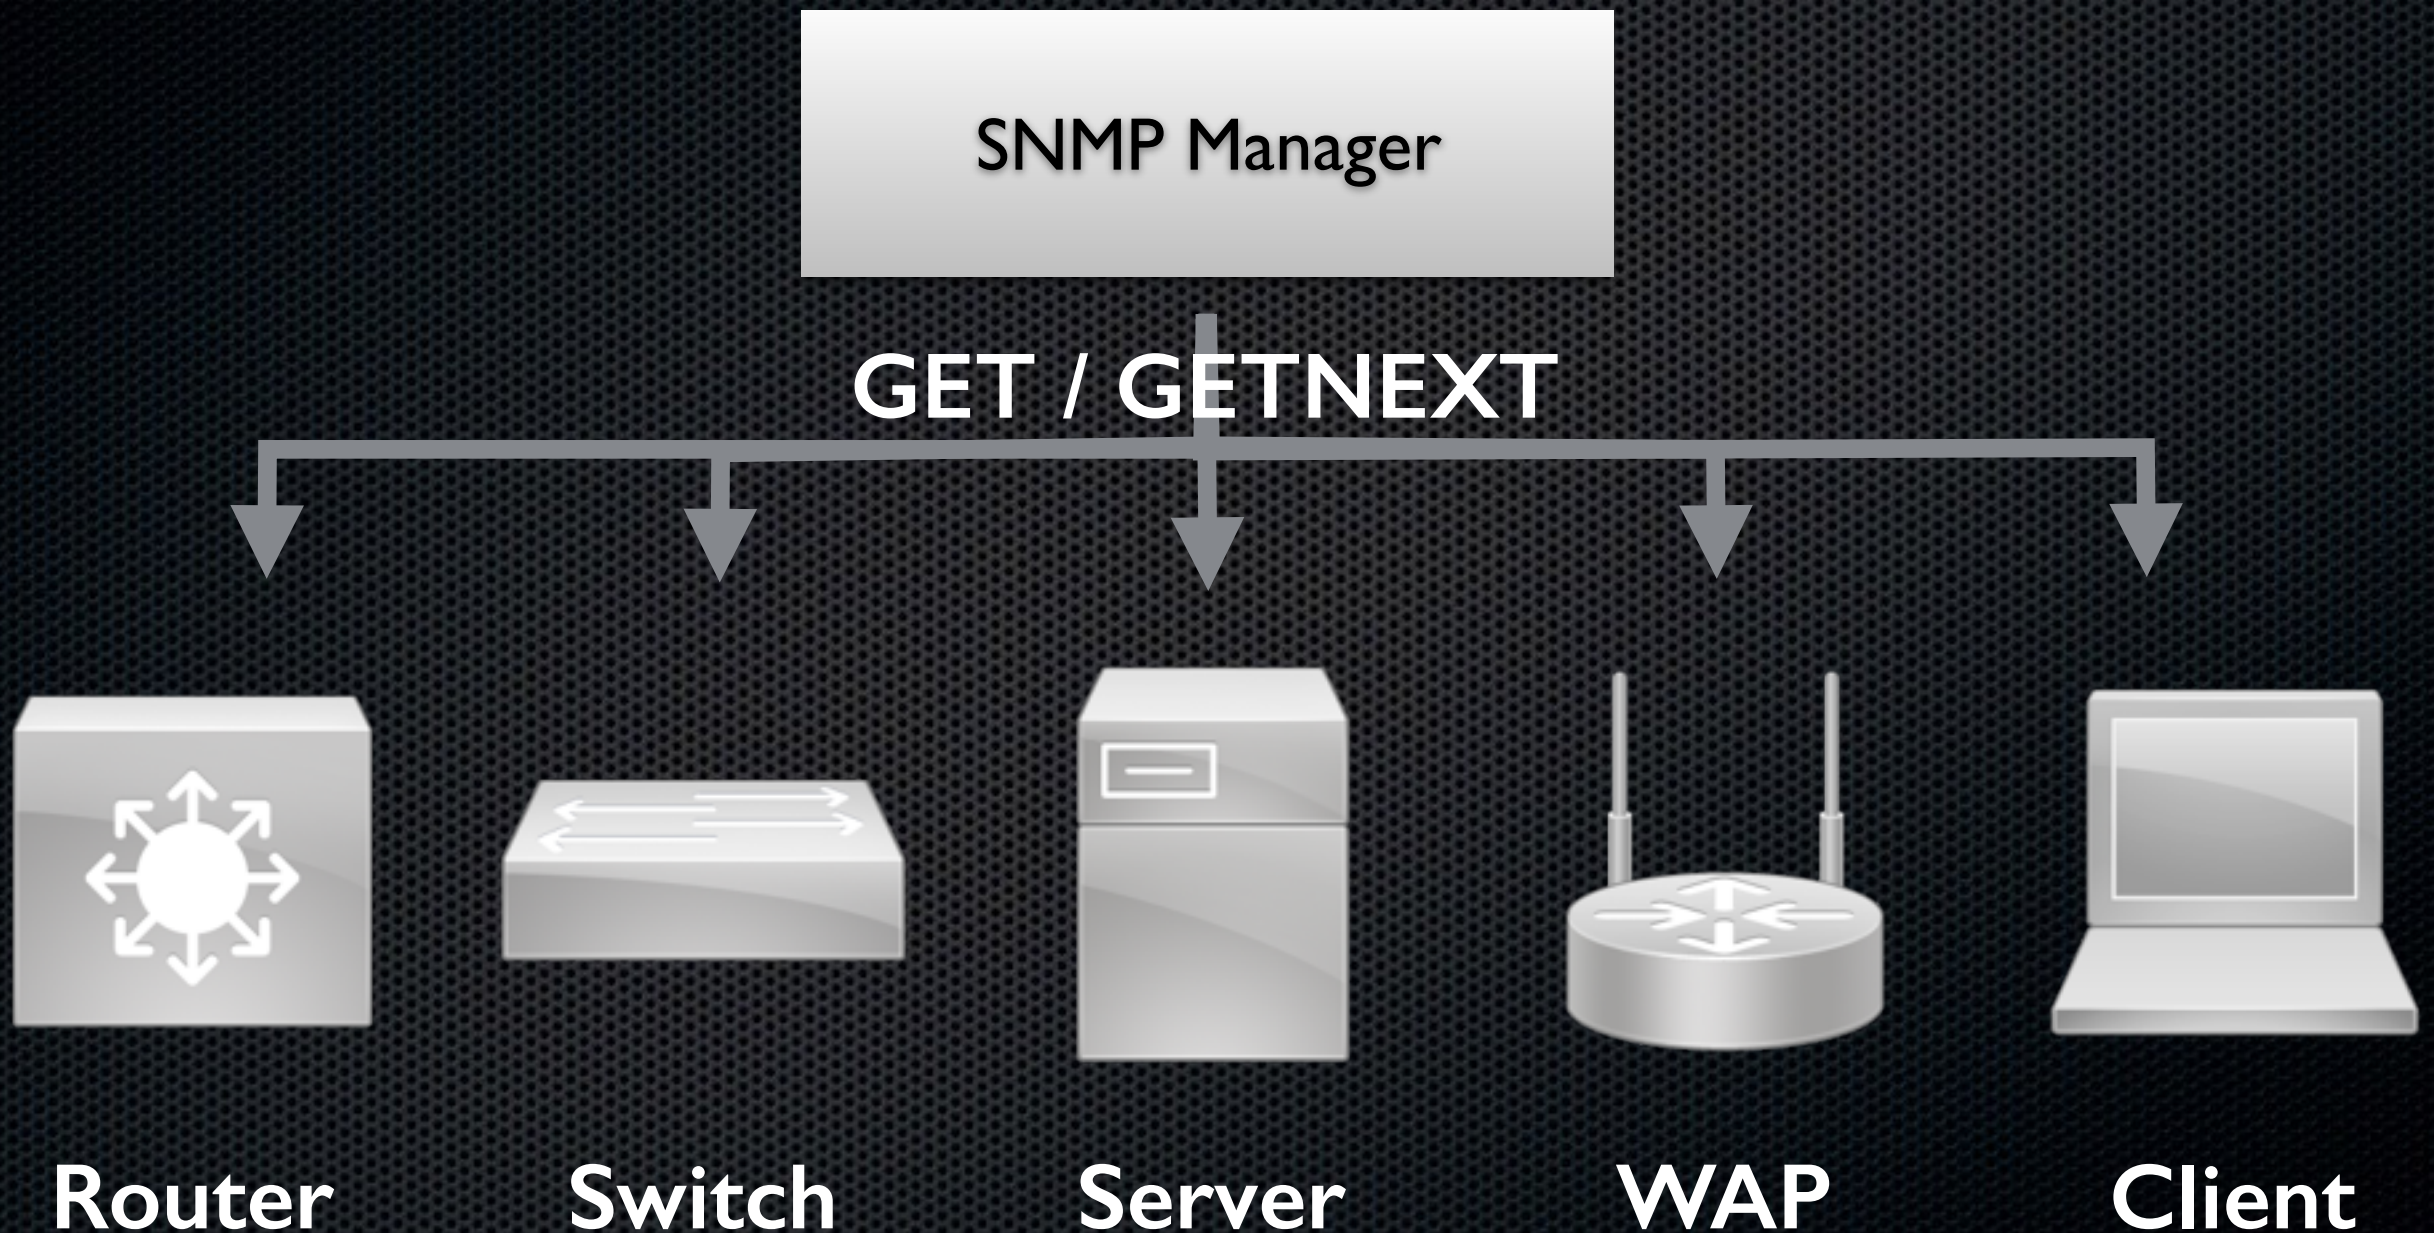 SNMP Manager
GET / GETNEXT
Router Switch Server WAP Client